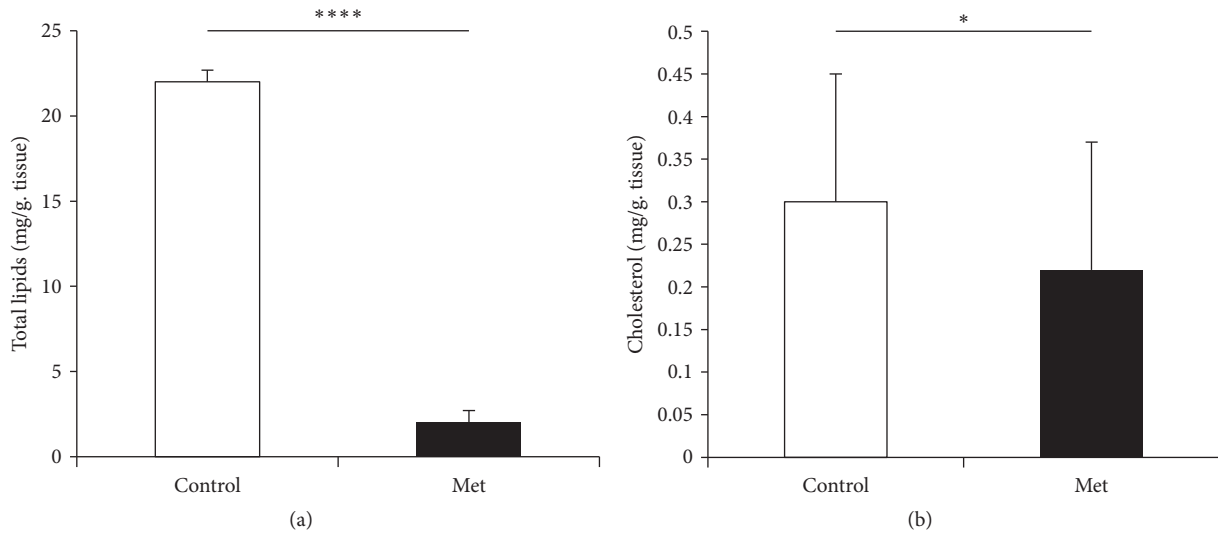 ****
Total lipids (mg/g. tissue)
25
20
15
10
5
0
Control
Met
(a)
*
Cholesterol (mg/g. tissue)
0.5
0.45
0.4
0.35
0.3
0.25
0.2
0.15
0.1
0.05
0
Control
Met
(b)